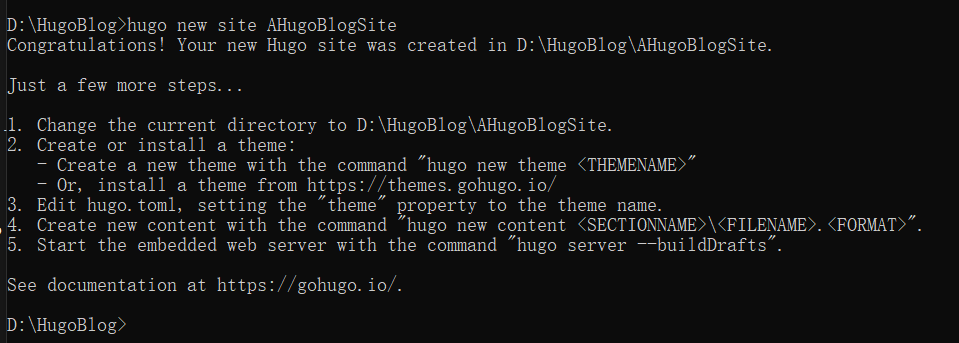 D:\HugoBlog>hugo new site AHugoBlogSite
Congratulations! Your new Hugo site was created in D:\HugoBlog\AHugoBlogSite.
Just a few more steps...
1. Change the current directory to D:\HugoBlog\AHugoBlogSite.
2. Create or install a theme:
- Create a new theme with the command "hugo new theme <THEMENAME>"
- Or, install a theme from https://themes.gohugo.io/
3. Edit hugo.toml, setting the "theme" property to the theme name.
4. Create new content with the command "hugo new content <SECTIONNAME>\<FILENAME>.<FORMAT>".
5. Start the embedded web server with the command "hugo server --buildDrafts".
See documentation at https://gohugo.io/.
D:\HugoBlog>